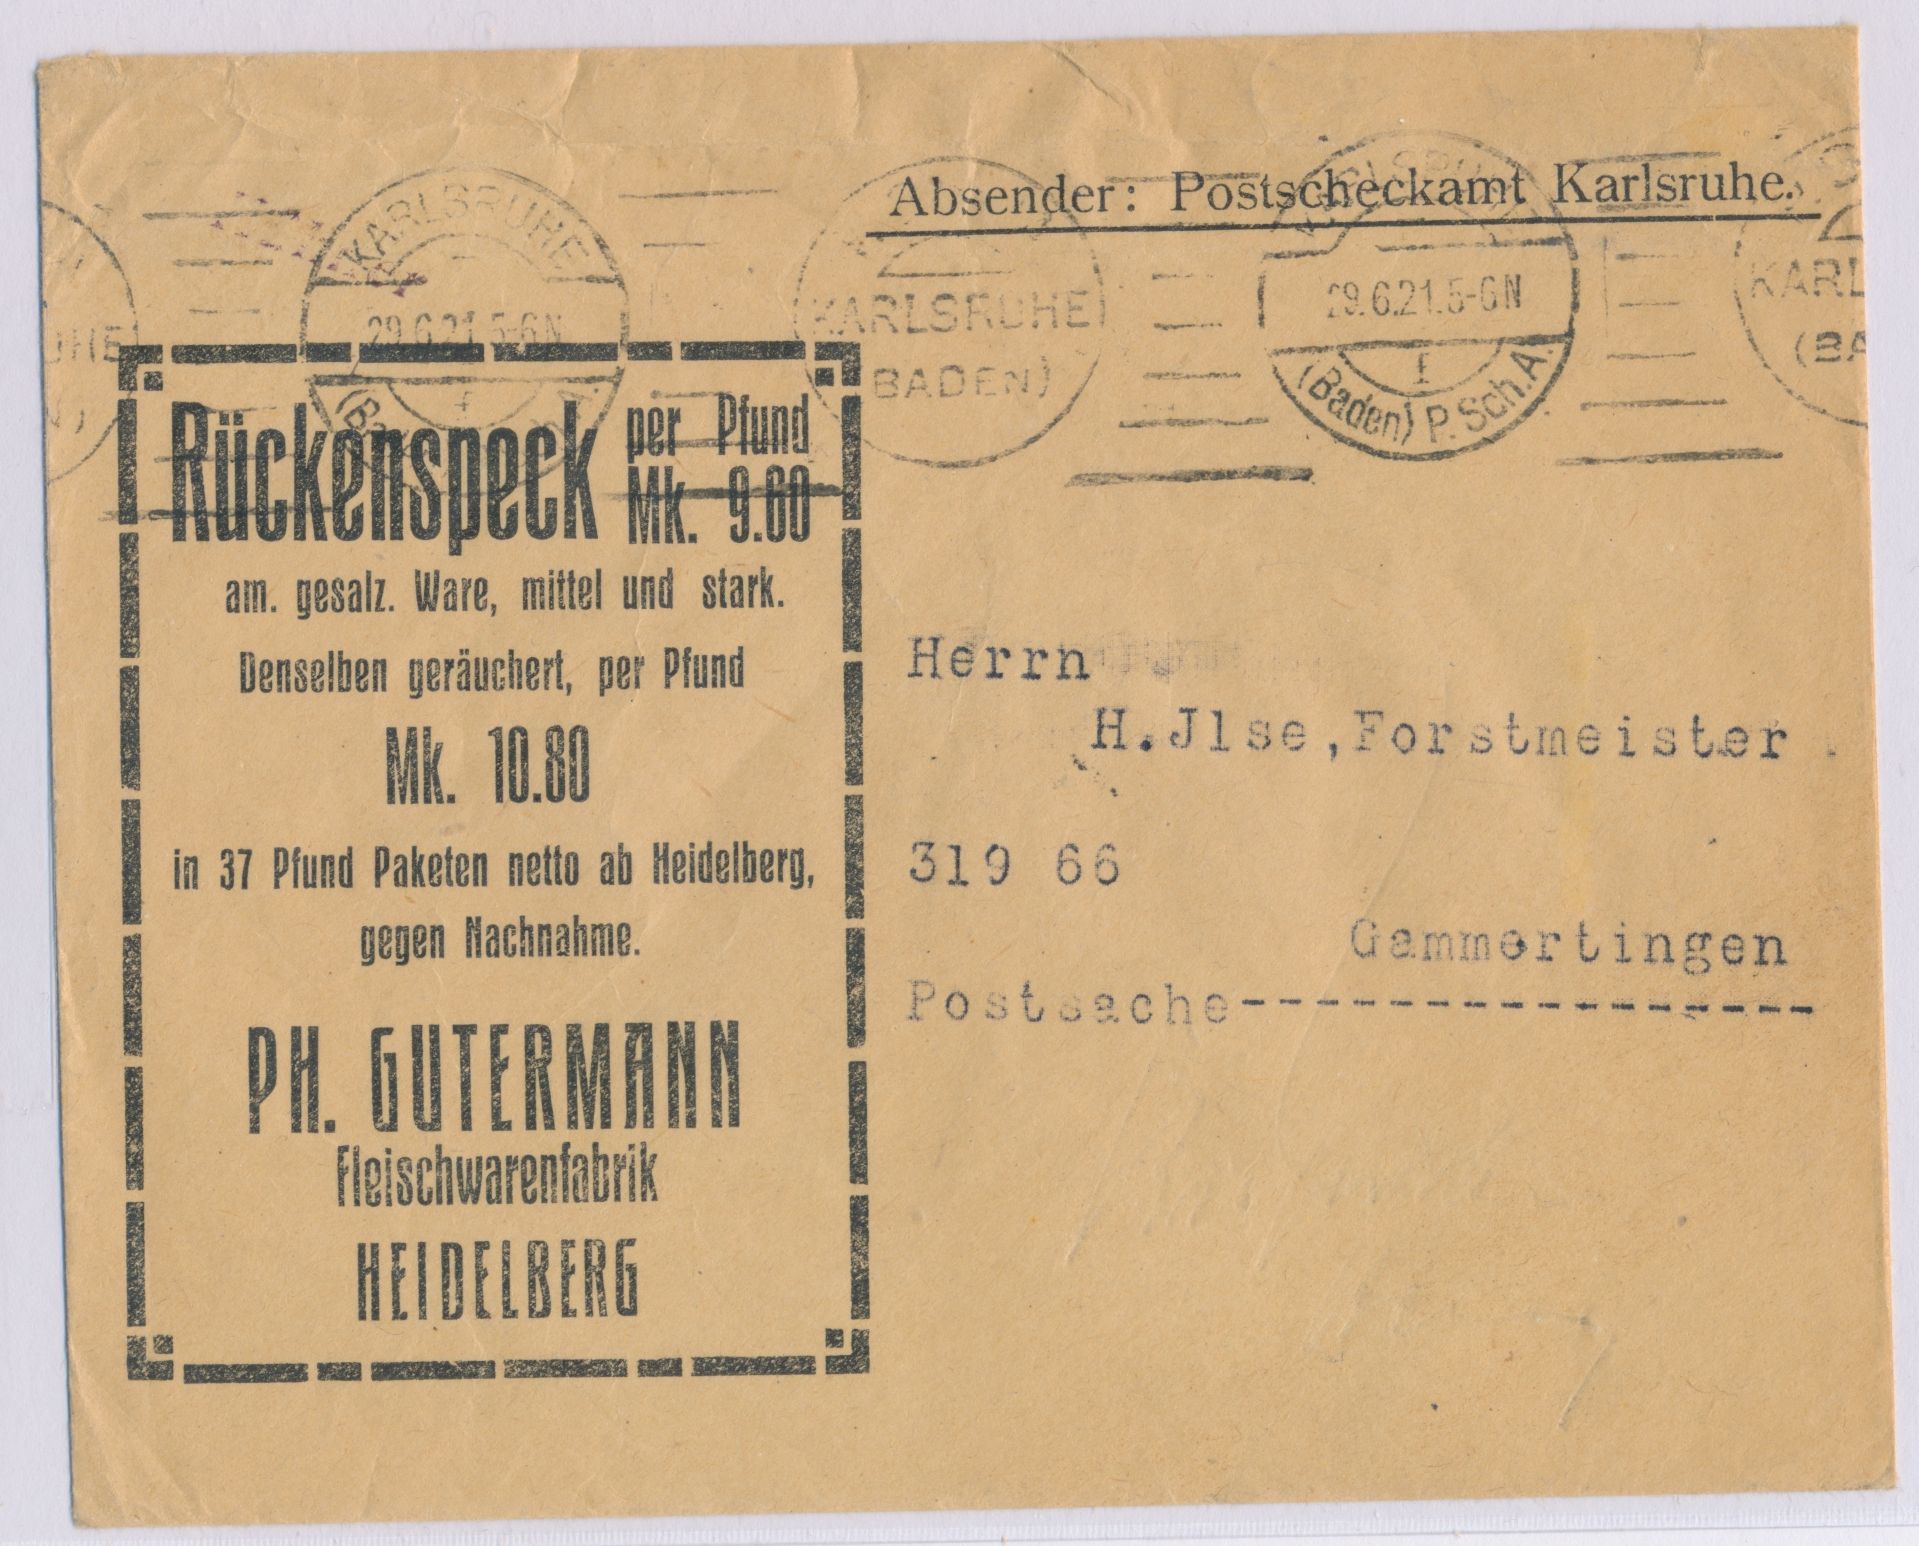 Absender: Postscheckamt Karlsruhe.
KARLSRUHE
29.6.21.5-6N
KARLSRUHE
(BADEN)
29.6.21.5-6N
(Baden) P.Sch.A.
Rückenspeck per Pfund
Mk. 9.60
am. gesalz. Ware, mittel und stark.
Denselben geräuchert, per Pfund
Mk. 10.80
in 37 Pfund Paketen netto ab Heidelberg,
gegen Nachnahme.
PH. GUTERMANN
Fleischwarenfabrik
HEIDELBERG
Herrn
H.Jlse,Forstmeister
319 66
Gammertingen
Postsache-----------------